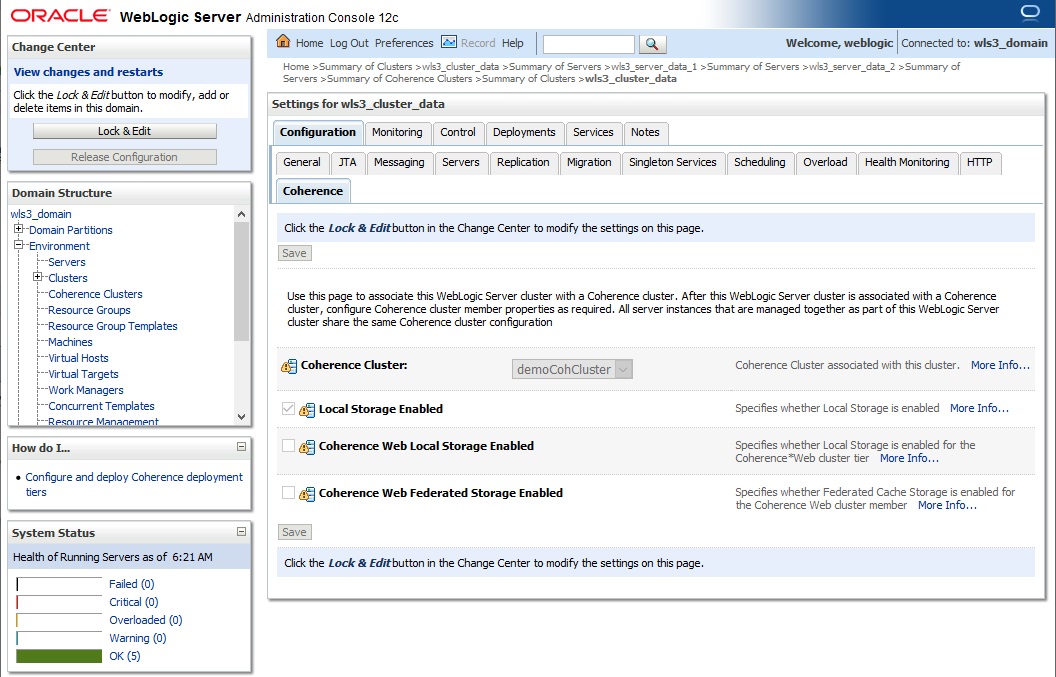 ORACLE® WebLogic Server Administration Console 12c
Change Center
View changes and restarts
Click the Lock & Edit button to modify, add or
delete items in this domain.
Lock & Edit
Release Configuration
Domain Structure
wls3_domain
Domain Partitions
Environment
Servers
Clusters
Coherence Clusters
Resource Groups
Resource Group Templates
Machines
Virtual Hosts
Virtual Targets
Work Managers
Concurrent Templates
Resource Management
How do I...
Configure and deploy Coherence deployment
tiers
System Status
Health of Running Servers as of 6:21 AM
Failed (0)
Critical (0)
Overloaded (0)
Warning (0)
OK (5)
Home Log Out Preferences Record Help
Welcome, weblogic Connected to: wls3_domain
Home >Summary of Clusters >wls3_cluster_data >Summary of Servers >wls3_server_data_1 >Summary of Servers >wls3_server_data_2 >Summary of
Servers >Summary of Coherence Clusters >Summary of Clusters >wls3_cluster_data
Settings for wls3_cluster_data
Configuration Monitoring Control Deployments Services Notes
General JTA Messaging Servers Replication Migration Singleton Services Scheduling Overload Health Monitoring HTTP
Coherence
Click the Lock & Edit button in the Change Center to modify the settings on this page.
Save
Use this page to associate this WebLogic Server cluster with a Coherence cluster. After this WebLogic Server cluster is associated with a Coherence
cluster, configure Coherence cluster member properties as required. All server instances that are managed together as part of this WebLogic Server
cluster share the same Coherence cluster configuration
Coherence Cluster: demoCohCluster Coherence Cluster associated with this cluster. More Info...
Local Storage Enabled Specifies whether Local Storage is enabled More Info...
Coherence Web Local Storage Enabled Specifies whether Local Storage is enabled for the
Coherence*Web cluster tier More Info...
Coherence Web Federated Storage Enabled Specifies whether Federated Cache Storage is enabled for
the Coherence Web cluster member More Info...
Save
Click the Lock & Edit button in the Change Center to modify the settings on this page.